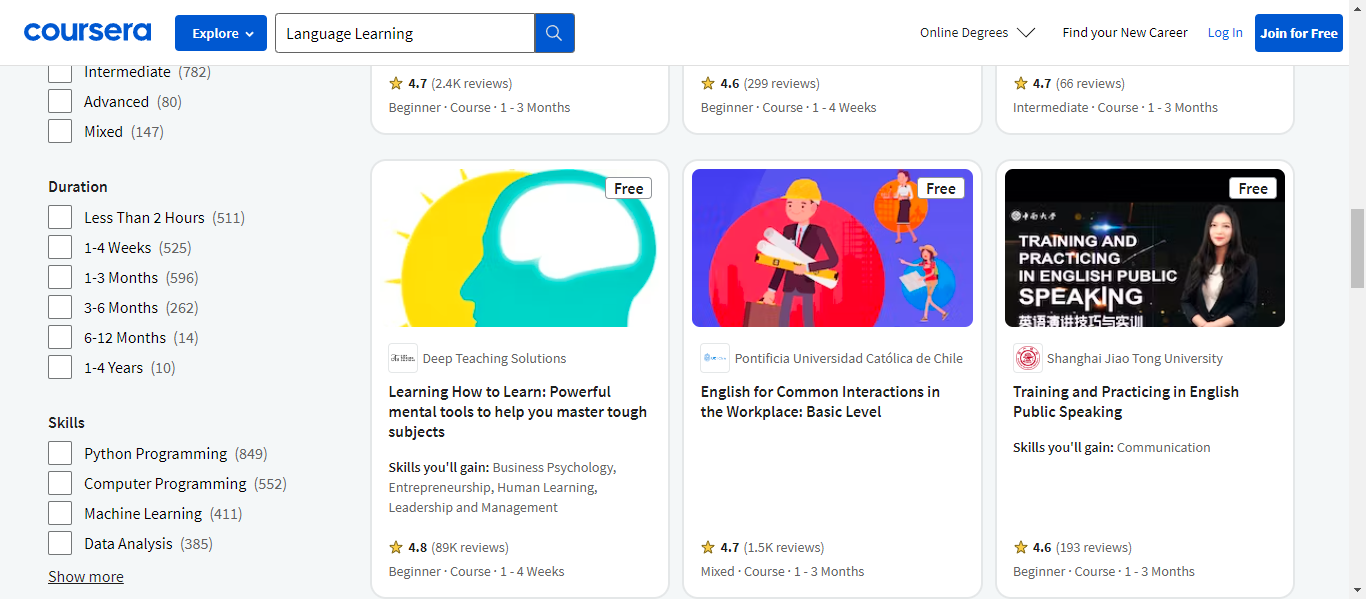 coursera
Explore
Language Learning
Online Degrees
Find your New Career
Log In
Join for Free
Intermediate (782)
Advanced (80)
Mixed (147)
Duration
Less Than 2 Hours (511)
1-4 Weeks (525)
1-3 Months (596)
3-6 Months (262)
6-12 Months (14)
1-4 Years (10)
Skills
Python Programming (849)
Computer Programming (552)
Machine Learning (411)
Data Analysis (385)
Show more
4.7 (2.4K reviews)
Beginner · Course · 1 - 3 Months
4.6 (299 reviews)
Beginner · Course · 1 - 4 Weeks
4.7 (66 reviews)
Intermediate · Course · 1 - 3 Months
Free
Deep Teaching Solutions
Learning How to Learn: Powerful
mental tools to help you master tough
subjects
Skills you'll gain: Business Psychology,
Entrepreneurship, Human Learning,
Leadership and Management
4.8 (89K reviews)
Beginner · Course · 1 - 4 Weeks
Free
Pontificia Universidad Católica de Chile
English for Common Interactions in
the Workplace: Basic Level
4.7 (1.5K reviews)
Mixed · Course · 1 - 3 Months
Free
中南大学
TRAINING AND
PRACTICING
IN ENGLISH PUBLIC
SPEAKING
英语演讲技巧与实训
Shanghai Jiao Tong University
Training and Practicing in English
Public Speaking
Skills you'll gain: Communication
4.6 (193 reviews)
Beginner · Course · 1 - 3 Months